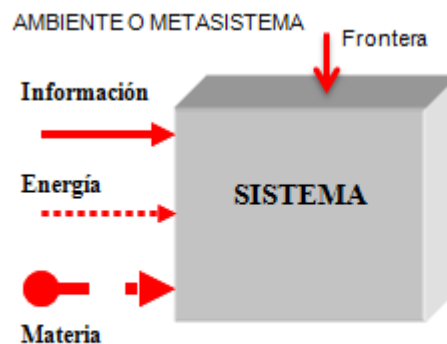 AMBIENTE O METASISTEMA
Frontera
Información
Energía
SISTEMA
Materia